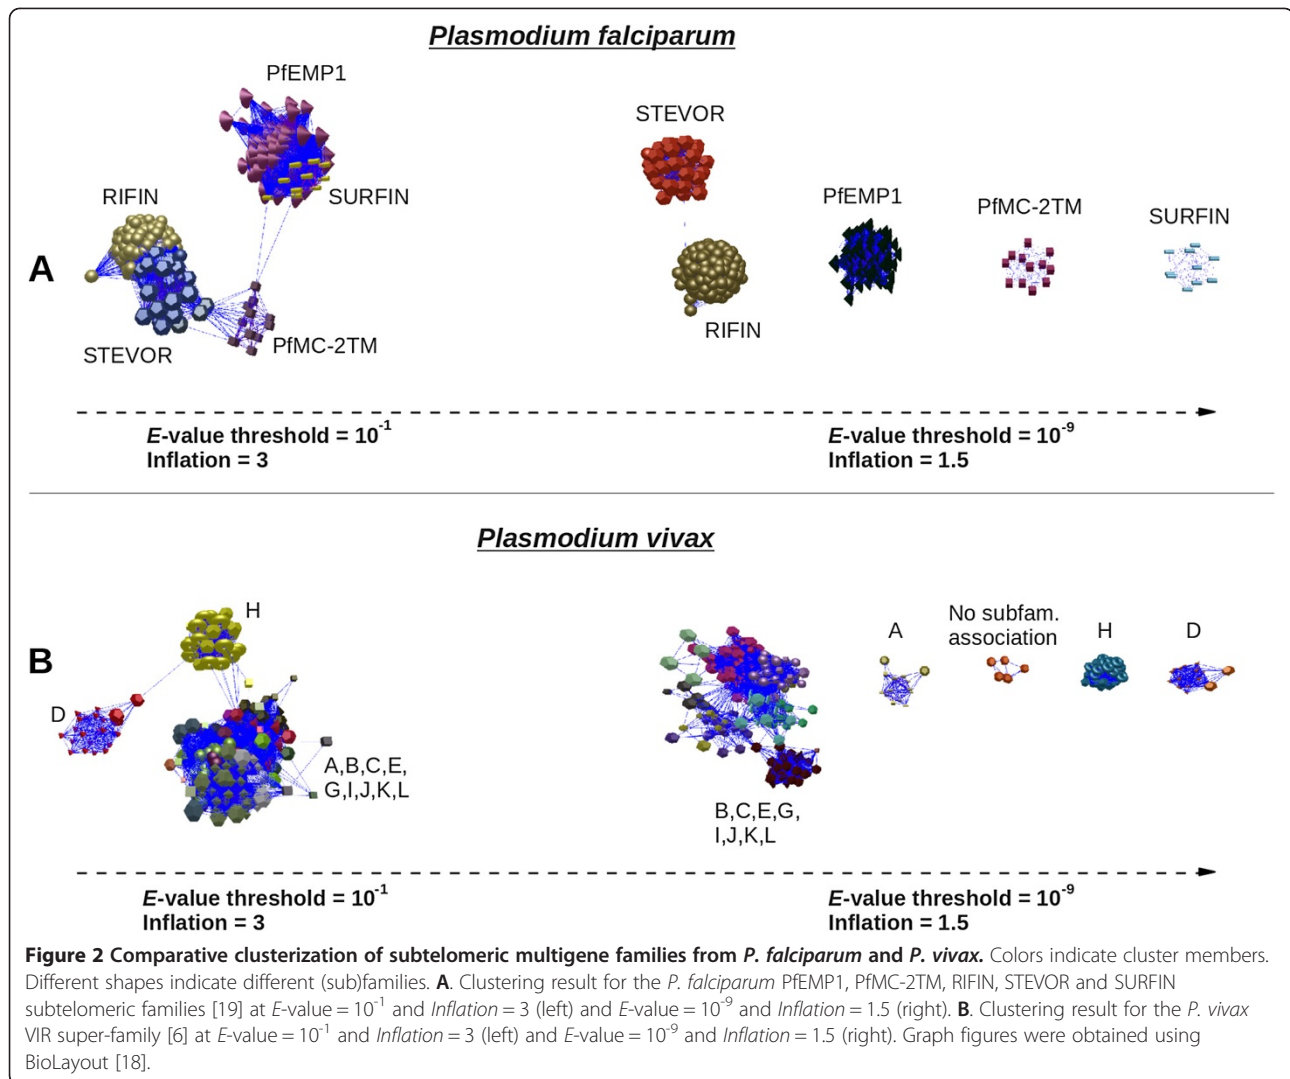 Plasmodium falciparum
PfEMP1
STEVOR
RIFIN
SURFIN
PfEMP1
PfMC-2TM
SURFIN
A
STEVOR
PfMC-2TM
RIFIN
E-value threshold = 10^-1
Inflation = 3
E-value threshold = 10^-9
Inflation = 1.5
Plasmodium vivax
B
H
D
A,B,C,E,
G,I,J,K,L
B,C,E,G,
I,J,K,L
A
No subfam.
association
H
D
E-value threshold = 10^-1
Inflation = 3
E-value threshold = 10^-9
Inflation = 1.5
Figure 2 Comparative clusterization of subtelomeric multigene families from P. falciparum and P. vivax. Colors indicate cluster members.
Different shapes indicate different (sub)families. A. Clustering result for the P. falciparum PfEMP1, PfMC-2TM, RIFIN, STEVOR and SURFIN
subtelomeric families [19] at E-value = 10^-1 and Inflation = 3 (left) and E-value = 10^-9 and Inflation = 1.5 (right). B. Clustering result for the P. vivax
VIR super-family [6] at E-value = 10^-1 and Inflation = 3 (left) and E-value = 10^-9 and Inflation = 1.5 (right). Graph figures were obtained using
BioLayout [18].